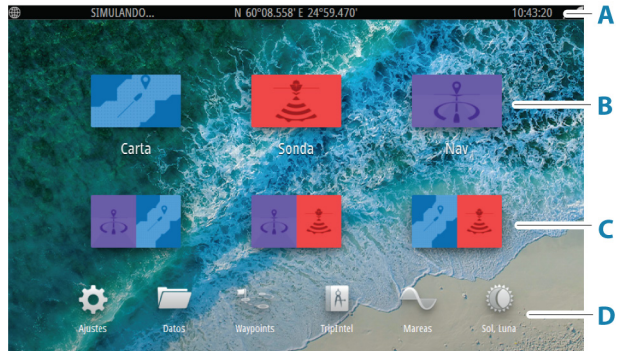 SIMULANDO... N 60°08.558' E 24°59.470' 10:43:20 A
B
Carta Sonda Nav
C
D
Ajustes Datos Waypoints TripIntel Mareas Sol, Luna